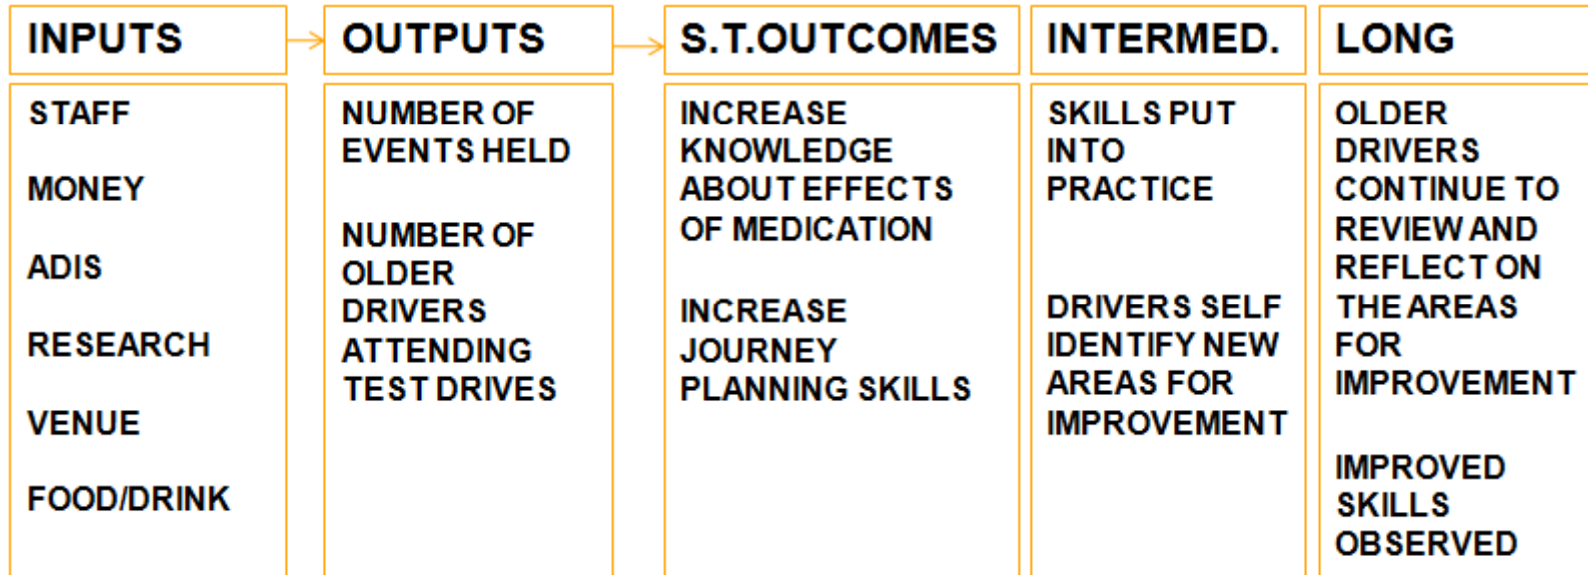 INPUTS
STAFF
MONEY
ADIS
RESEARCH
VENUE
FOOD/DRINK
OUTPUTS
NUMBER OF
EVENTS HELD
NUMBER OF
OLDER
DRIVERS
ATTENDING
TEST DRIVES
S.T.OUTCOMES
INCREASE
KNOWLEDGE
ABOUT EFFECTS
OF MEDICATION
INCREASE
JOURNEY
PLANNING SKILLS
INTERMED.
SKILLS PUT
INTO
PRACTICE
DRIVERS SELF
IDENTIFY NEW
AREAS FOR
IMPROVEMENT
LONG
OLDER
DRIVERS
CONTINUE TO
REVIEW AND
REFLECT ON
THE AREAS
FOR
IMPROVEMENT
IMPROVED
SKILLS
OBSERVED